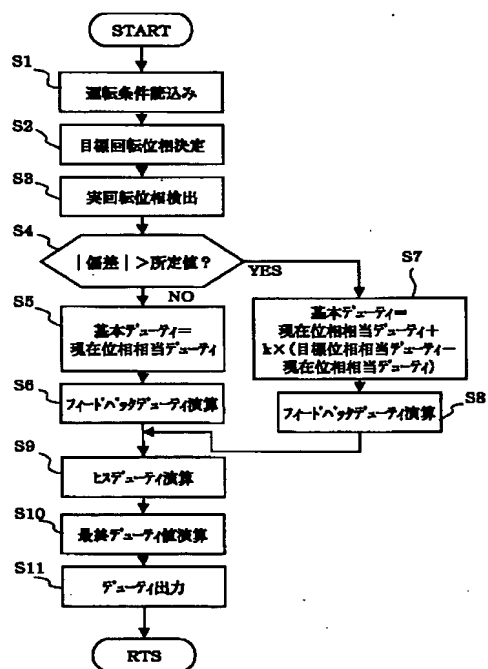 START
S1
運転条件読込み
S2
目標回転位相決定
S3
実回転位相検出
S4
|偏差|>所定値?
YES
NO
S5
基本デューティ=
現在位相相当デューティ
S6
フィードバックデューティ演算
S7
基本デューティ=
現在位相相当デューティ+
k×(目標位相相当デューティー
現在位相相当デューティ)
S8
フィードバックデューティ演算
S9
ヒスデューティ演算
S10
最終デューティ値演算
S11
デューティ出力
RTS